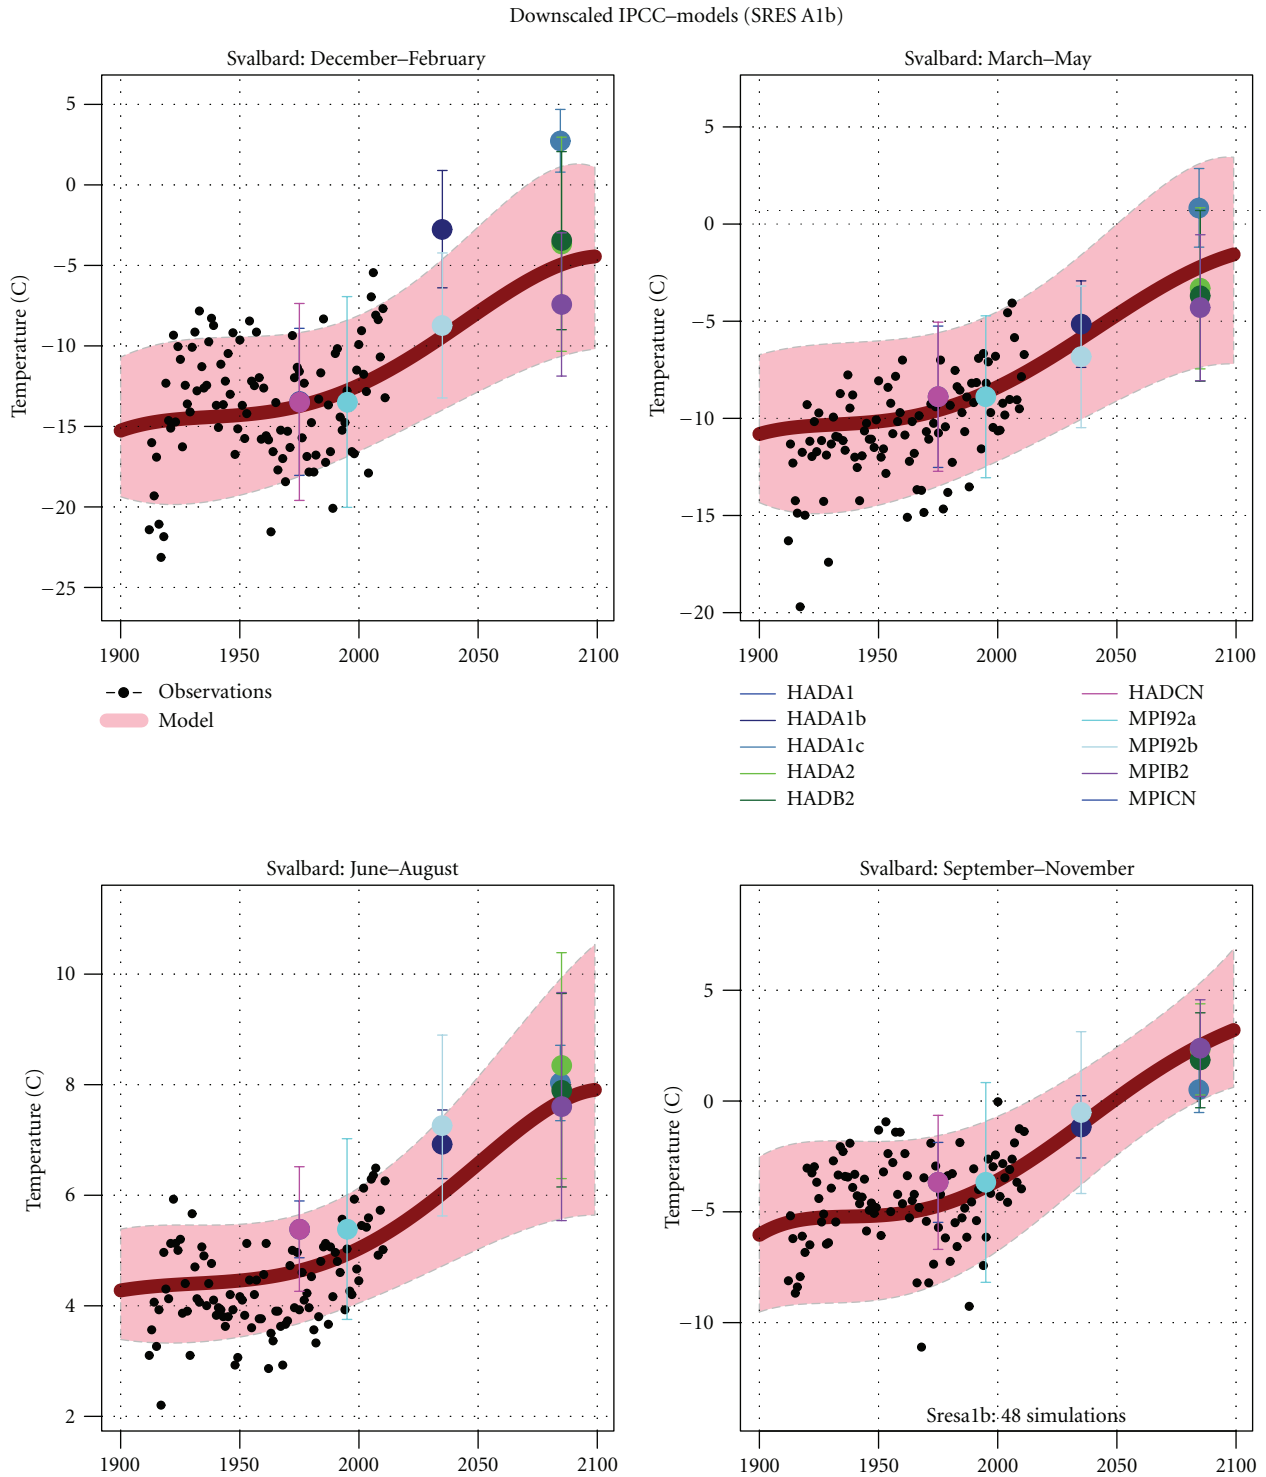 Downscaled IPCC–models (SRES A1b)
Svalbard: December–February
Temperature (C)
5
0
−5
−10
−15
−20
−25
1900 1950 2000 2050 2100
Observations
Model
Svalbard: March–May
Temperature (C)
5
0
−5
−10
−15
−20
1900 1950 2000 2050 2100
HADA1
HADA1b
HADA1c
HADA2
HADB2
HADCN
MPI92a
MPI92b
MPIB2
MPICN
Svalbard: June–August
Temperature (C)
10
8
6
4
2
1900 1950 2000 2050 2100
Svalbard: September–November
Temperature (C)
5
0
−5
−10
Sresa1b: 48 simulations
1900 1950 2000 2050 2100